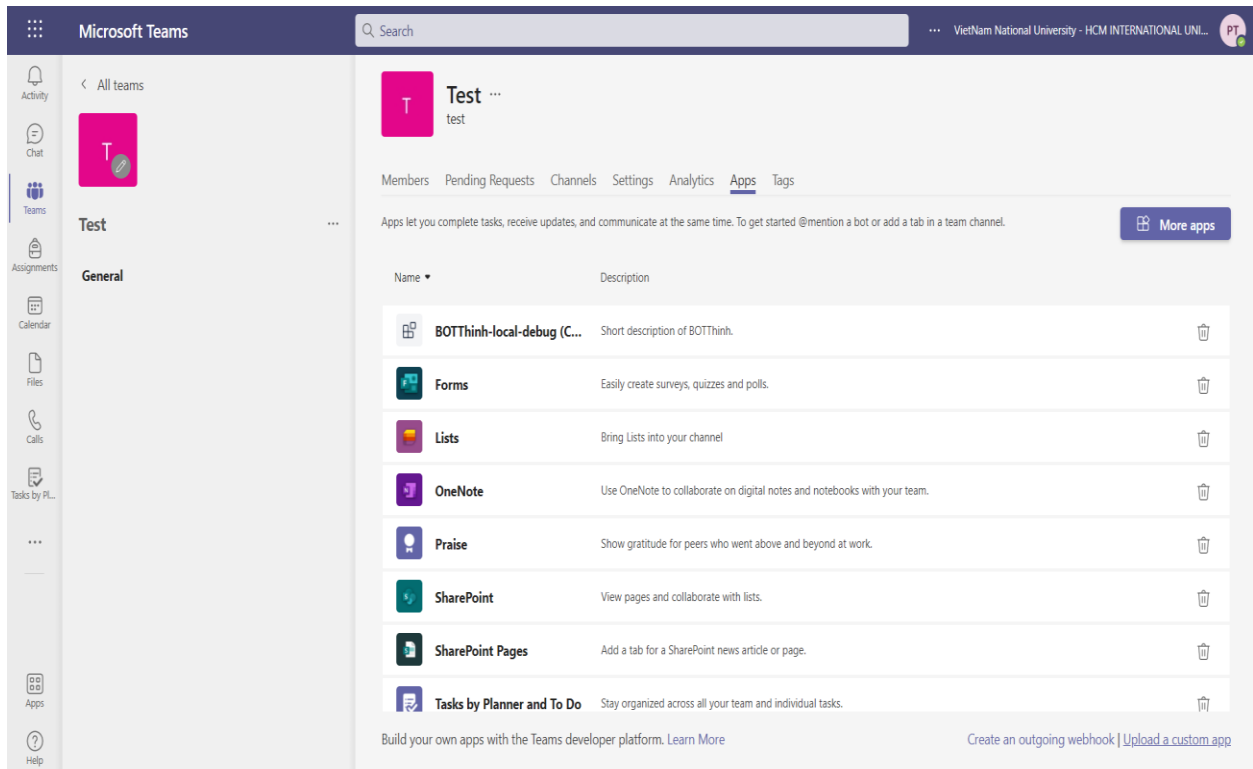 Microsoft Teams
Search
... VietNam National University - HCM INTERNATIONAL UNI...
PT
Activity
Chat
Teams
Assignments
Calendar
Files
Calls
Tasks by Pl...
...
Apps
Help
< All teams
T
Test ...
General
T
Test ...
test
Members Pending Requests Channels Settings Analytics Apps Tags
Apps let you complete tasks, receive updates, and communicate at the same time. To get started @mention a bot or add a tab in a team channel.
More apps
Name Description
BOTThinh-local-debug (C... Short description of BOTThinh.
Forms Easily create surveys, quizzes and polls.
Lists Bring Lists into your channel
OneNote Use OneNote to collaborate on digital notes and notebooks with your team.
Praise Show gratitude for peers who went above and beyond at work.
SharePoint View pages and collaborate with lists.
SharePoint Pages Add a tab for a SharePoint news article or page.
Tasks by Planner and To Do Stay organized across all your team and individual tasks.
Build your own apps with the Teams developer platform. Learn More
Create an outgoing webhook | Upload a custom app